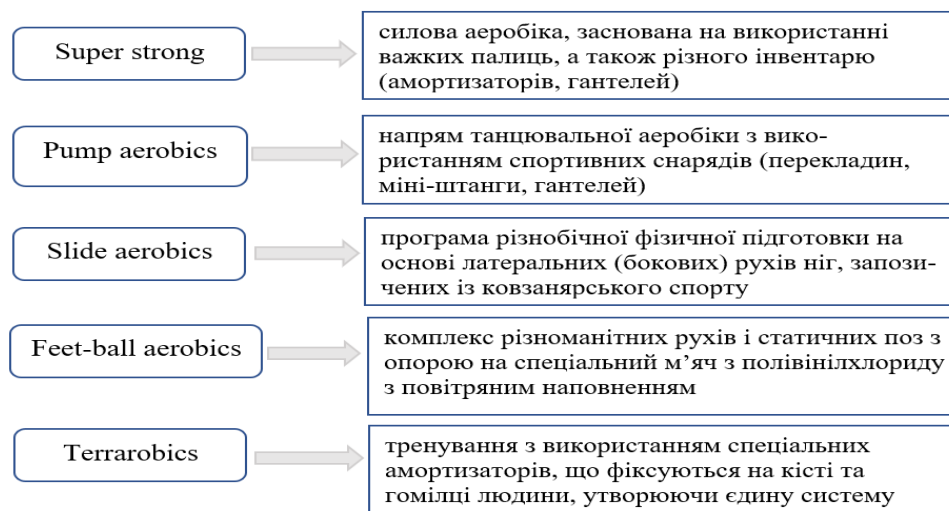 Super strong
силова аеробіка, заснована на використанні
важких палиць, а також різного інвентарю
(амортизаторів, гантелей)
Pump aerobics
напрям танцювальної аеробіки з вико-
ристанням спортивних снарядів (перекладин,
міні-штанги, гантелей)
Slide aerobics
програма різнобічної фізичної підготовки на
основі латеральних (бокових) рухів ніг, запози-
чених із ковзанярського спорту
Feet-ball aerobics
комплекс різноманітних рухів і статичних поз з
опорою на спеціальний м’яч з полівінілхлориду
з повітряним наповненням
Terrarobics
тренування з використанням спеціальних
амортизаторів, що фіксуються на кісті та
гомілці людини, утворюючи єдину систему